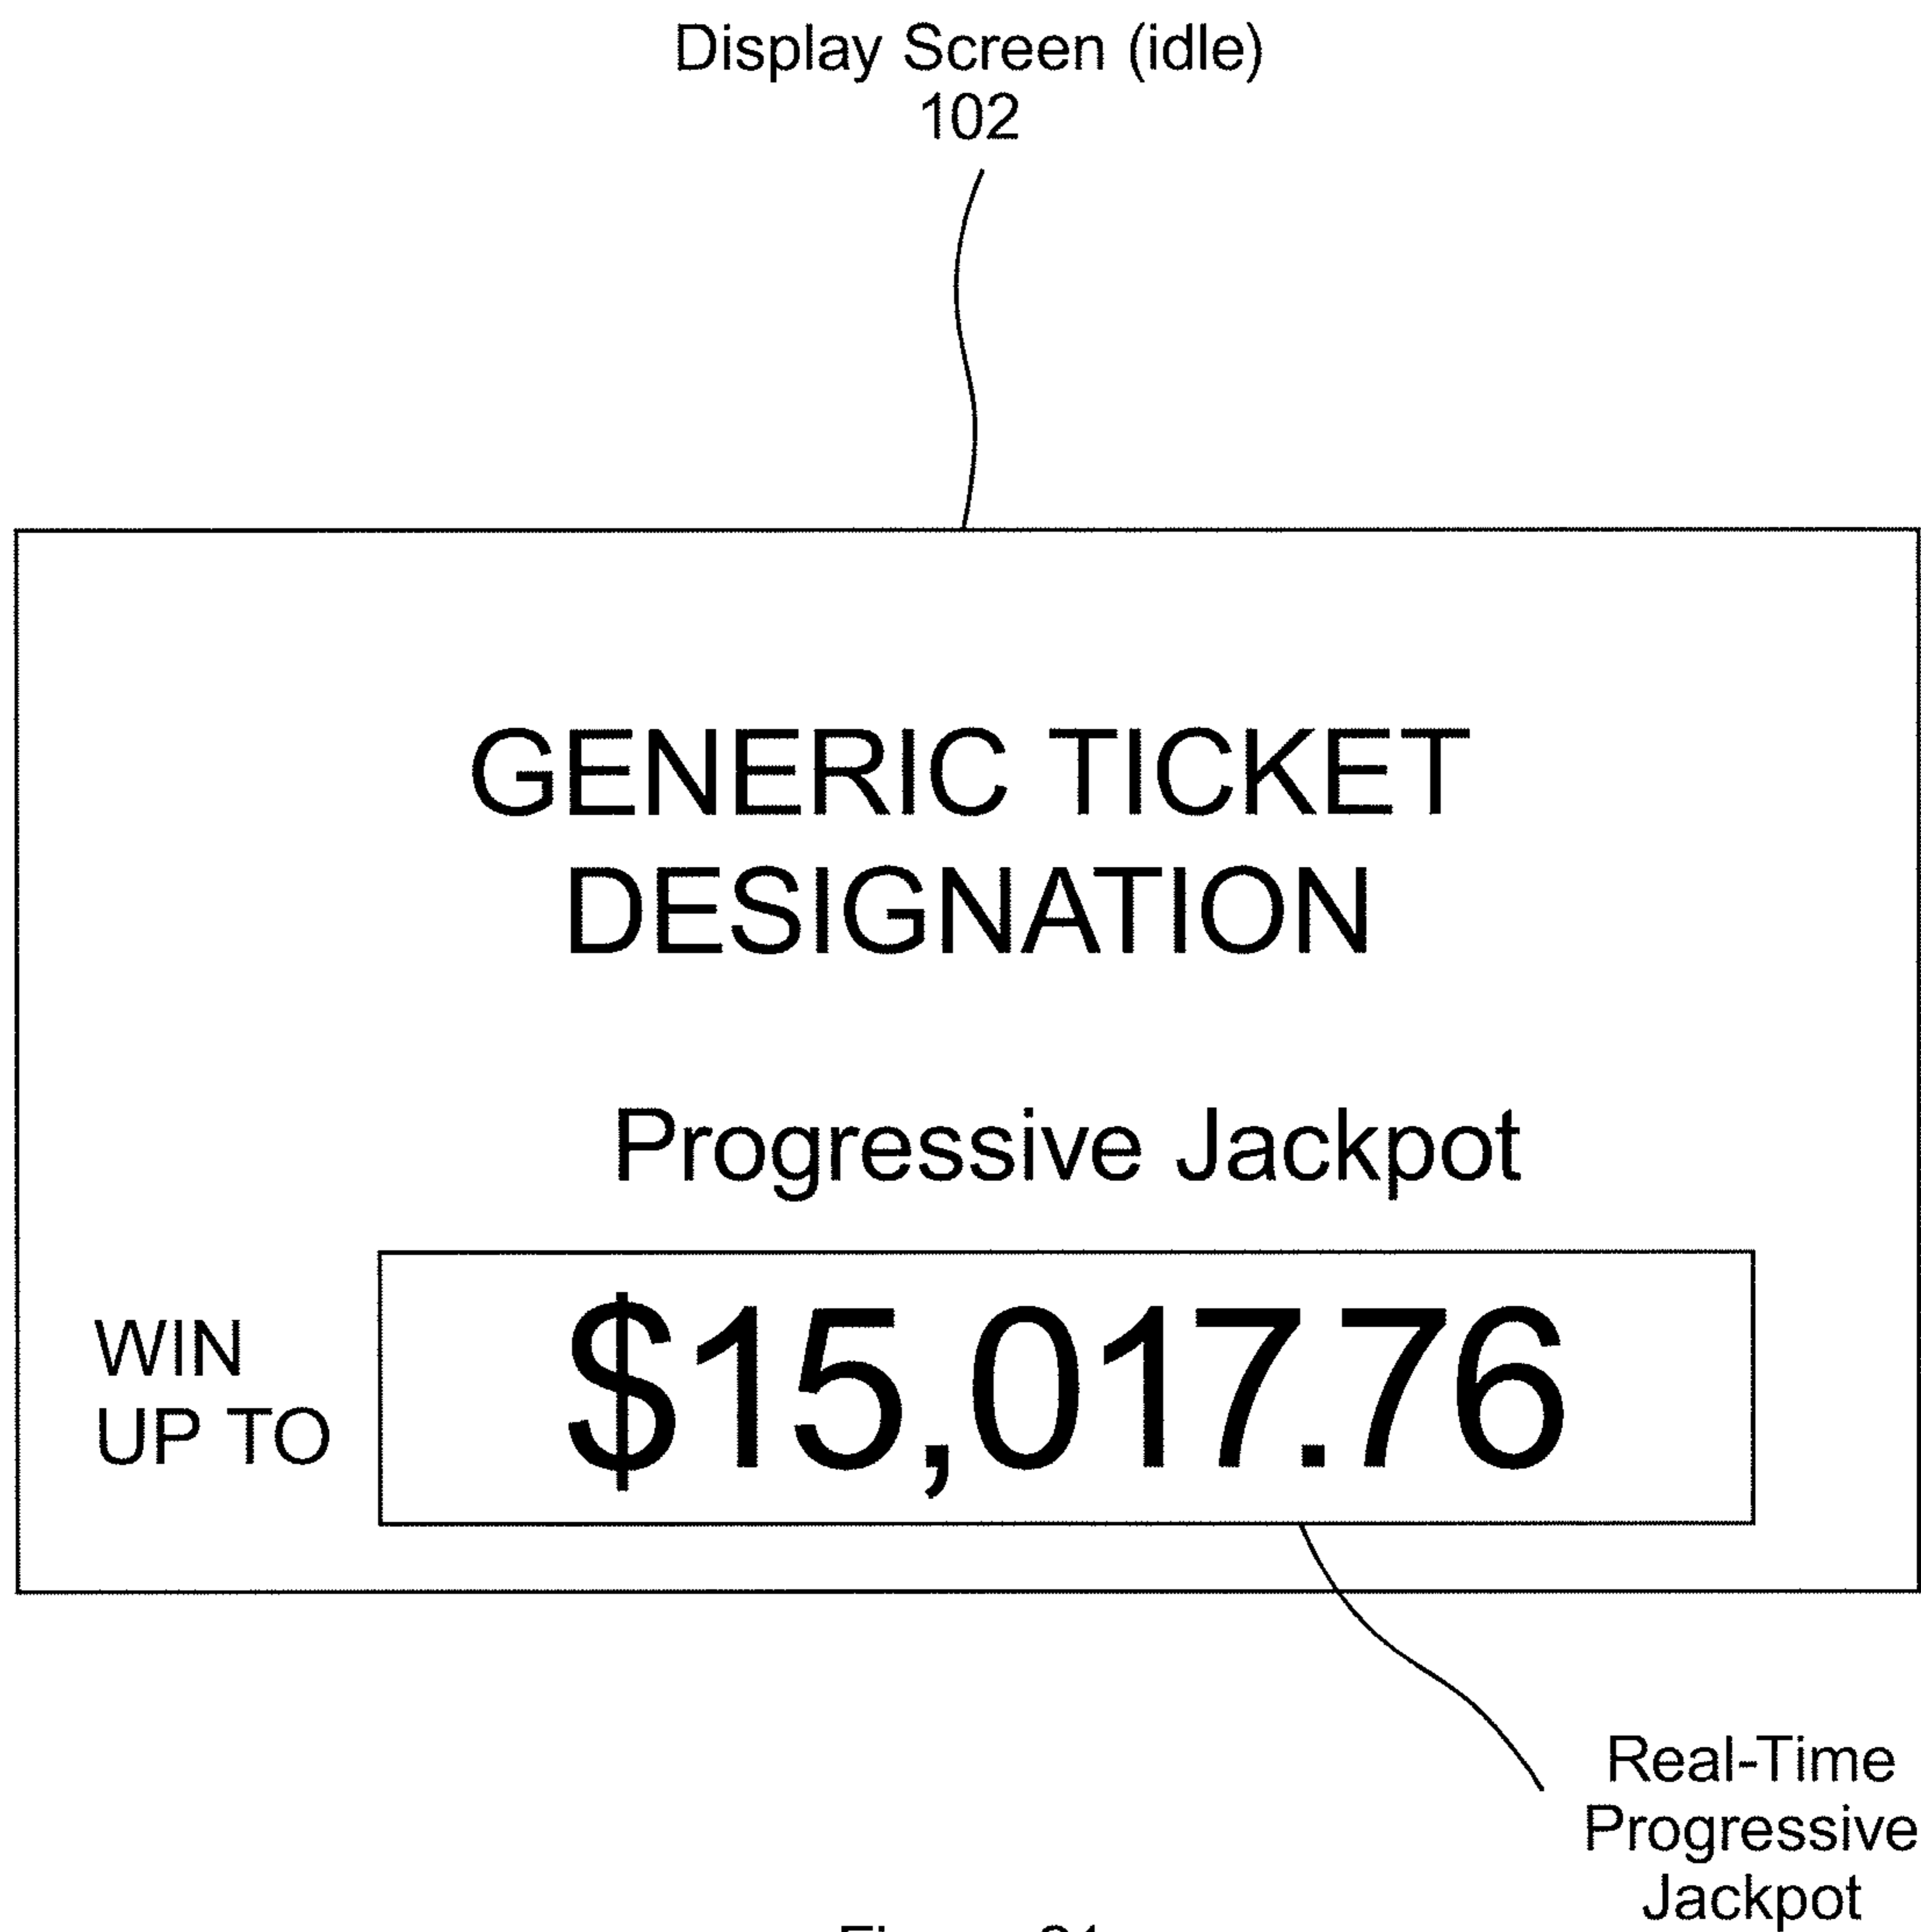 Display Screen (idle)
102
GENERIC TICKET
DESIGNATION
Progressive Jackpot
WIN
UP TO
$15,017.76
Real-Time
Progressive
Jackpot